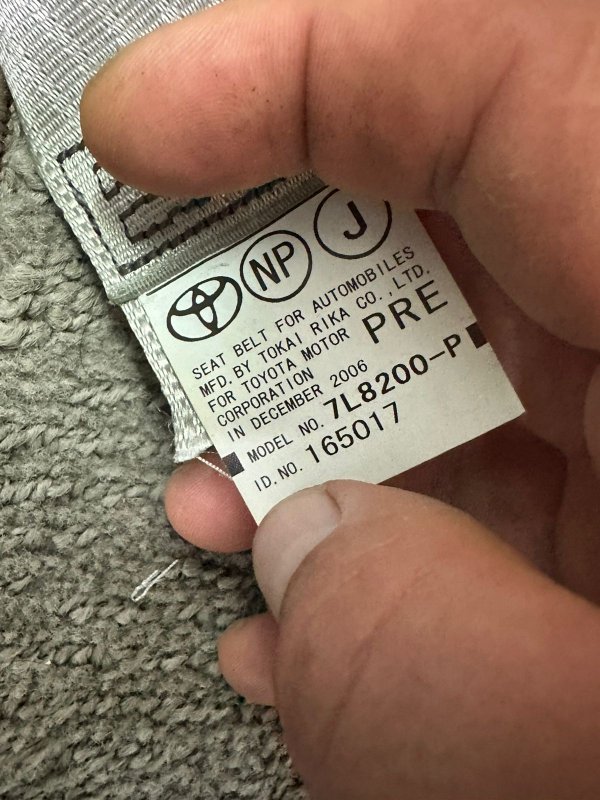 NP J
SEAT BELT FOR AUTOMOBILES
MFD. BY TOKAI RIKA CO., LTD.
FOR TOYOTA MOTOR PRE
CORPORATION
IN DECEMBER 2006
MODEL NO. 7L8200-P
ID. NO. 165017